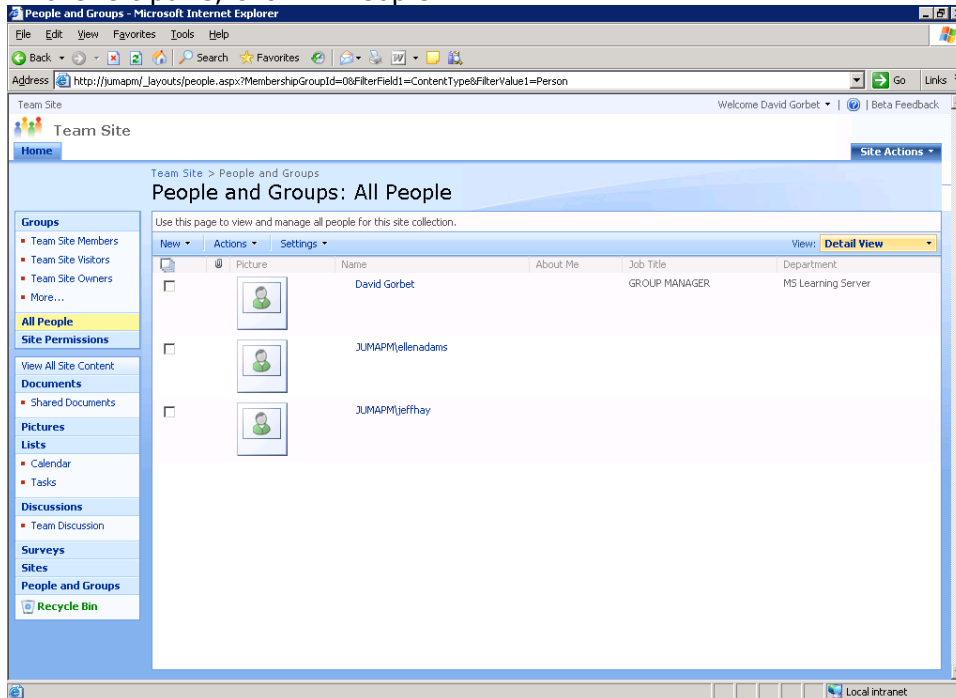 People and Groups - Microsoft Internet Explorer
File Edit View Favorites Tools Help
Back Search Favorites
Address http://jumapm/_layouts/people.aspx?MembershipGroupId=0&FilterField1=ContentType&FilterValue1=Person Go Links
Team Site Welcome David Gorbet | Beta Feedback
Team Site
Home Site Actions
Team Site > People and Groups
People and Groups: All People
Groups
Team Site Members
Team Site Visitors
Team Site Owners
More...
All People
Site Permissions
View All Site Content
Documents
Shared Documents
Pictures
Lists
Calendar
Tasks
Discussions
Team Discussion
Surveys
Sites
People and Groups
Recycle Bin
Use this page to view and manage all people for this site collection.
New Actions Settings View: Detail View
Picture Name About Me Job Title Department
David Gorbet GROUP MANAGER MS Learning Server
JUMAPM\ellenadams
JUMAPM\jeffhay
Local intranet